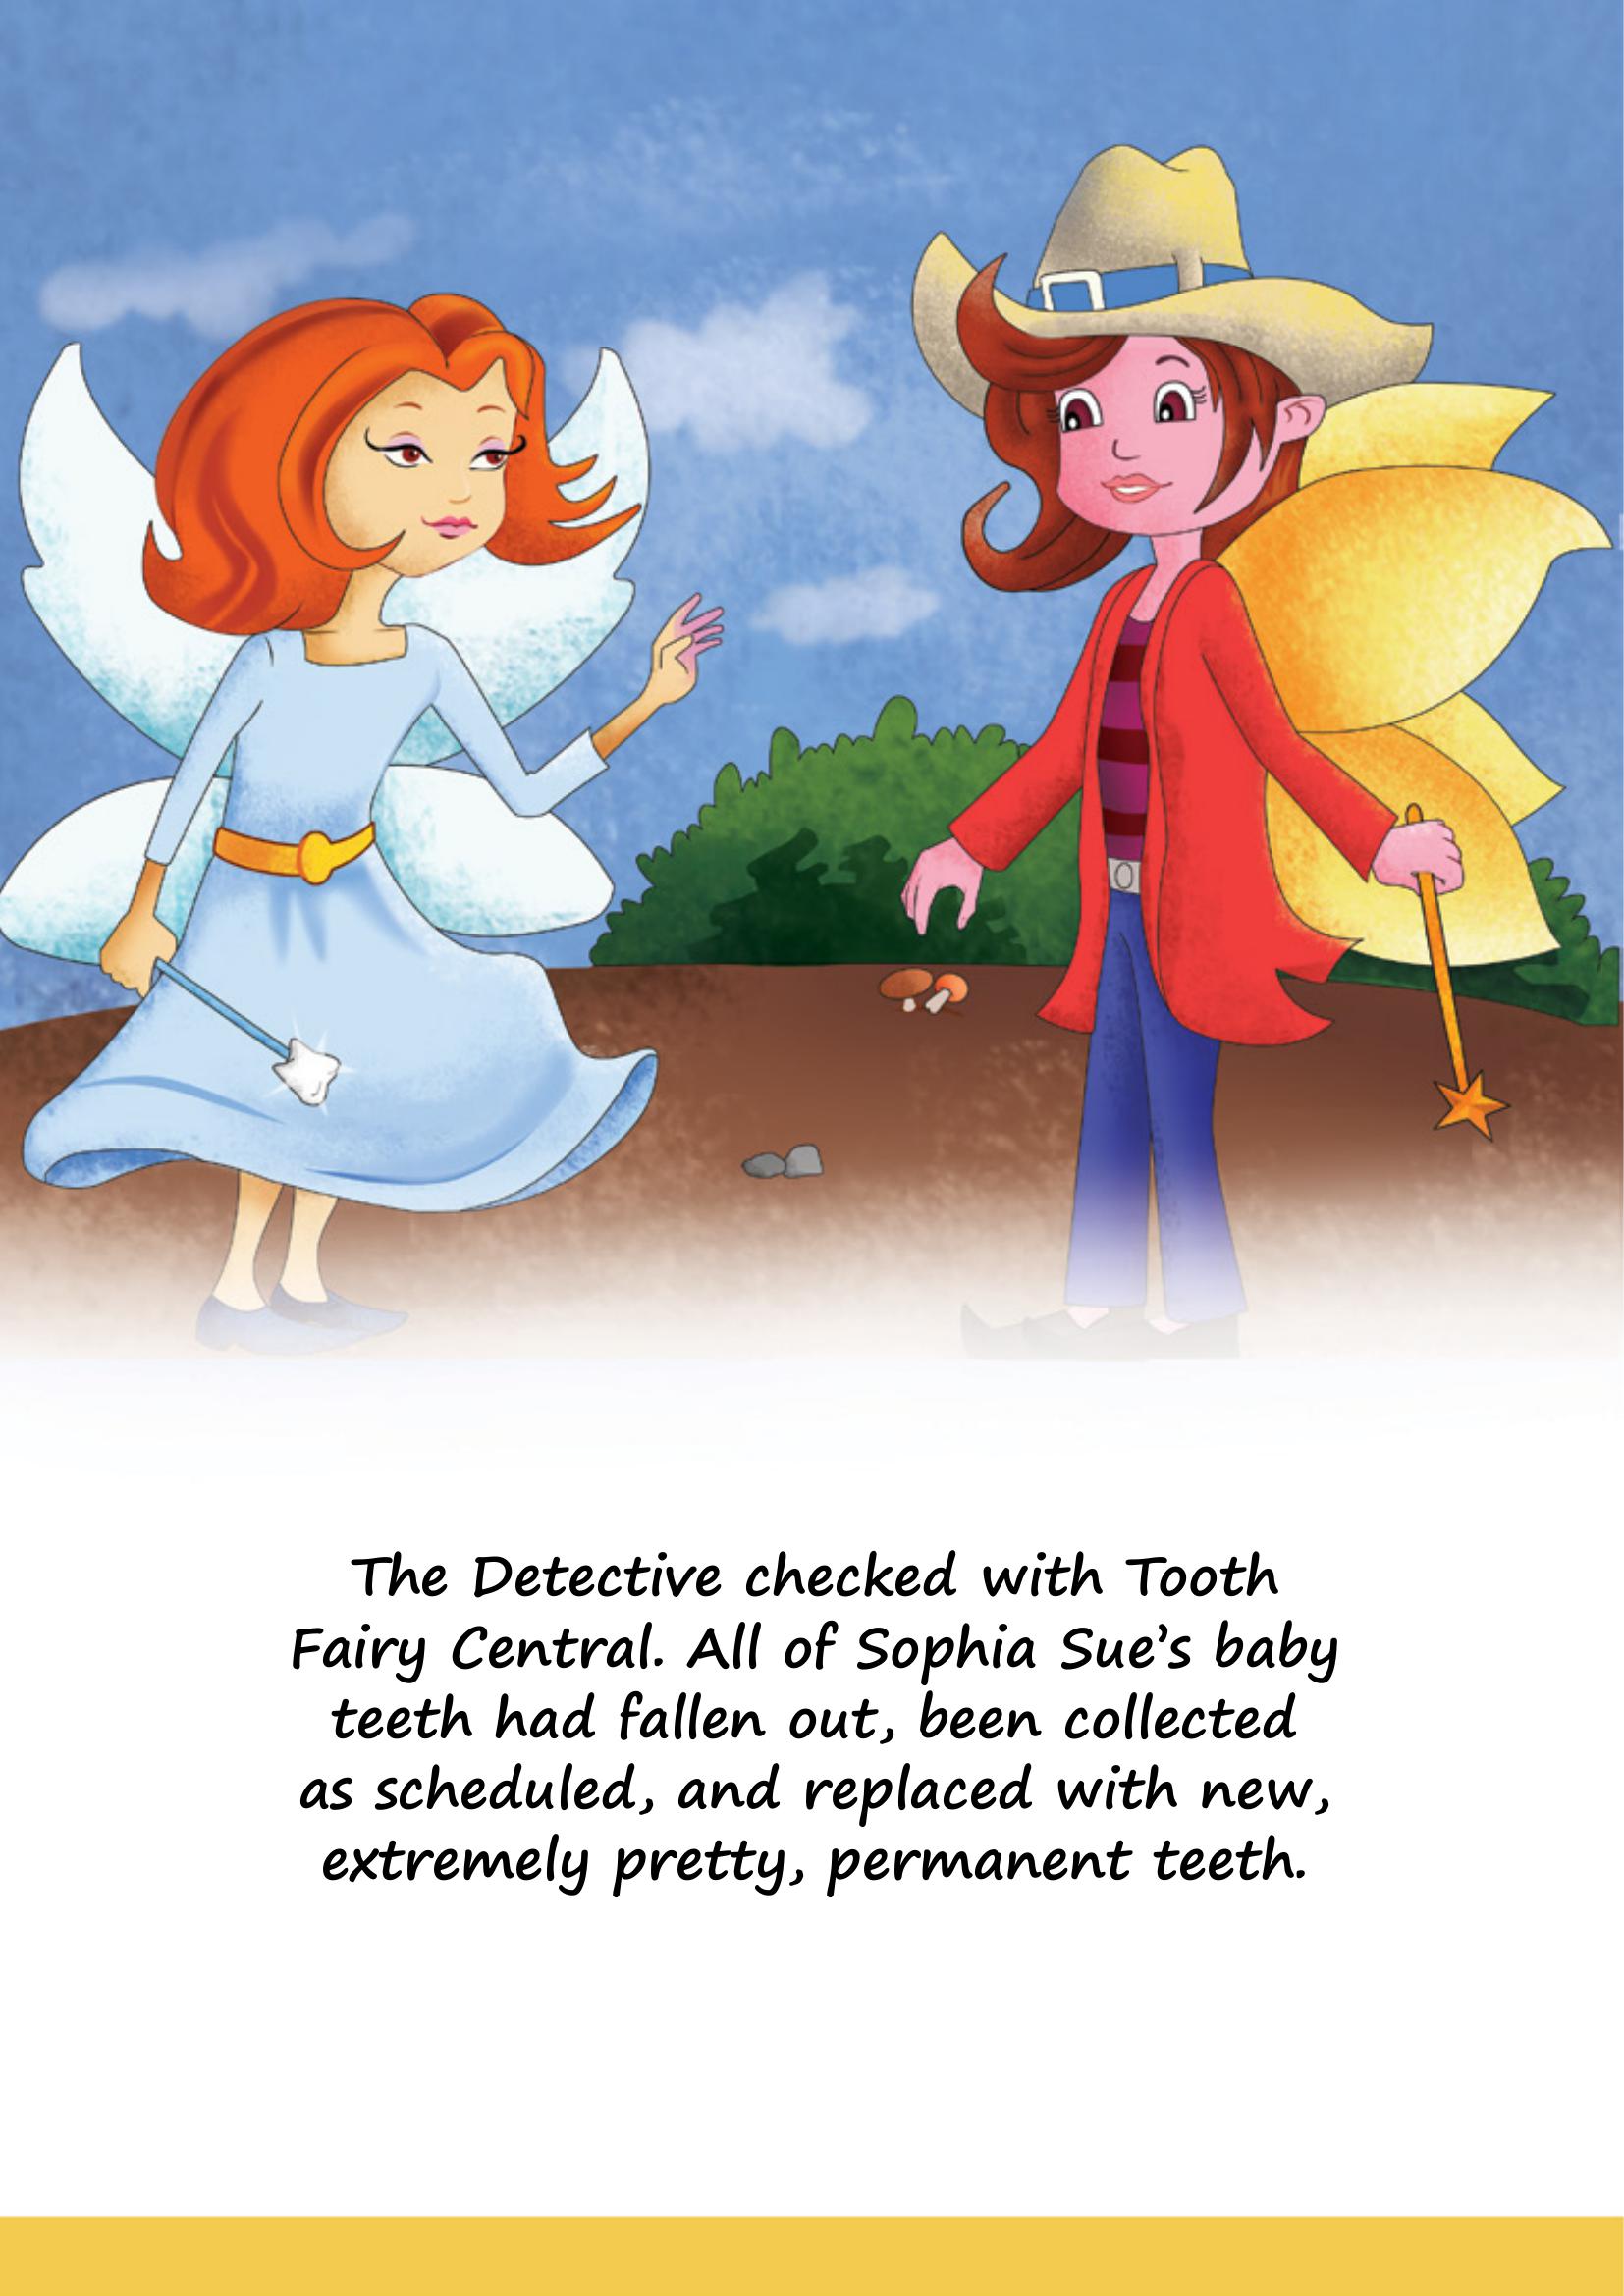 The Detective checked with Tooth
Fairy Central. All of Sophia Sue’s baby
teeth had fallen out, been collected
as scheduled, and replaced with new,
extremely pretty, permanent teeth.